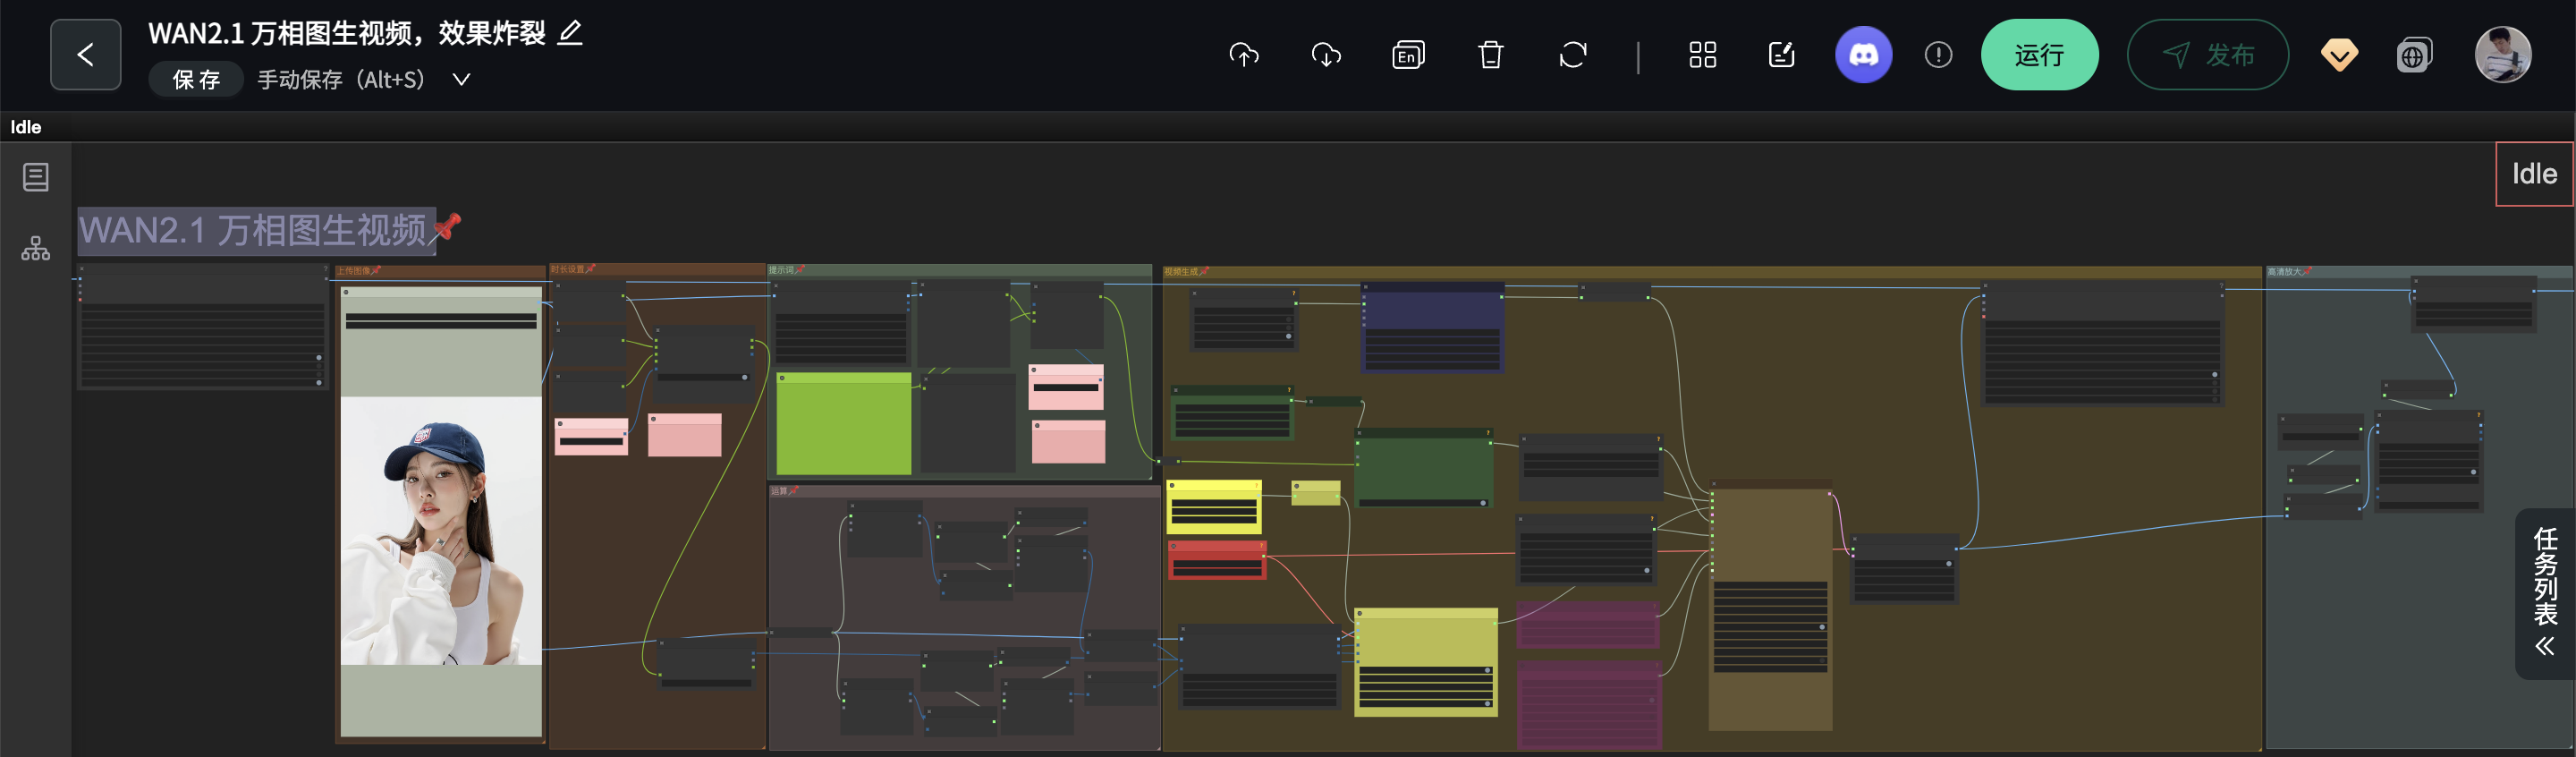 WAN2.1 万相图生视频，效果炸裂
保 存 手动保存（Alt+S）
En
运行
发布
Idle
Idle
WAN2.1 万相图生视频
上传图像
时长设置
提示词
视频生成
高清放大
运算
任务列表